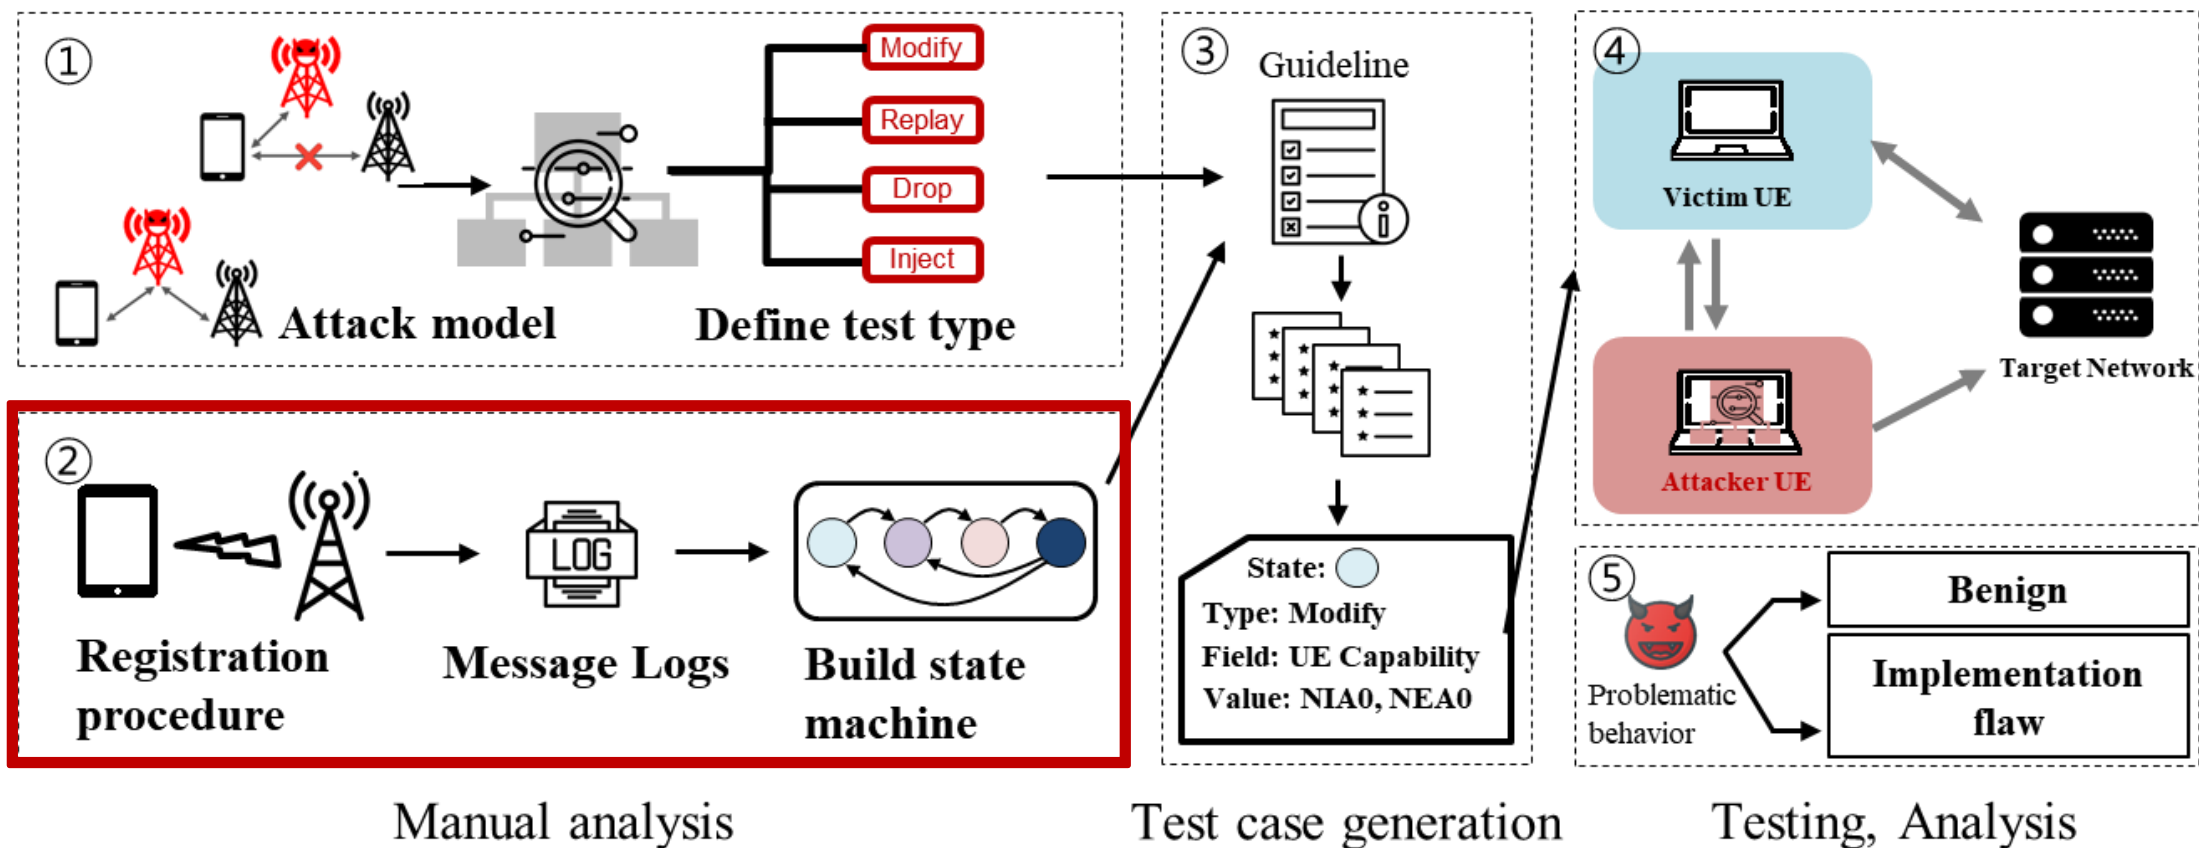 ①
Modify
Replay
Drop
Inject
Attack model
Define test type
②
LOG
Registration
procedure
Message Logs
Build state
machine
Manual analysis
③
Guideline
State:
Type: Modify
Field: UE Capability
Value: NIA0, NEA0
Test case generation
④
Victim UE
Attacker UE
Target Network
⑤
Problematic
behavior
Benign
Implementation
flaw
Testing, Analysis